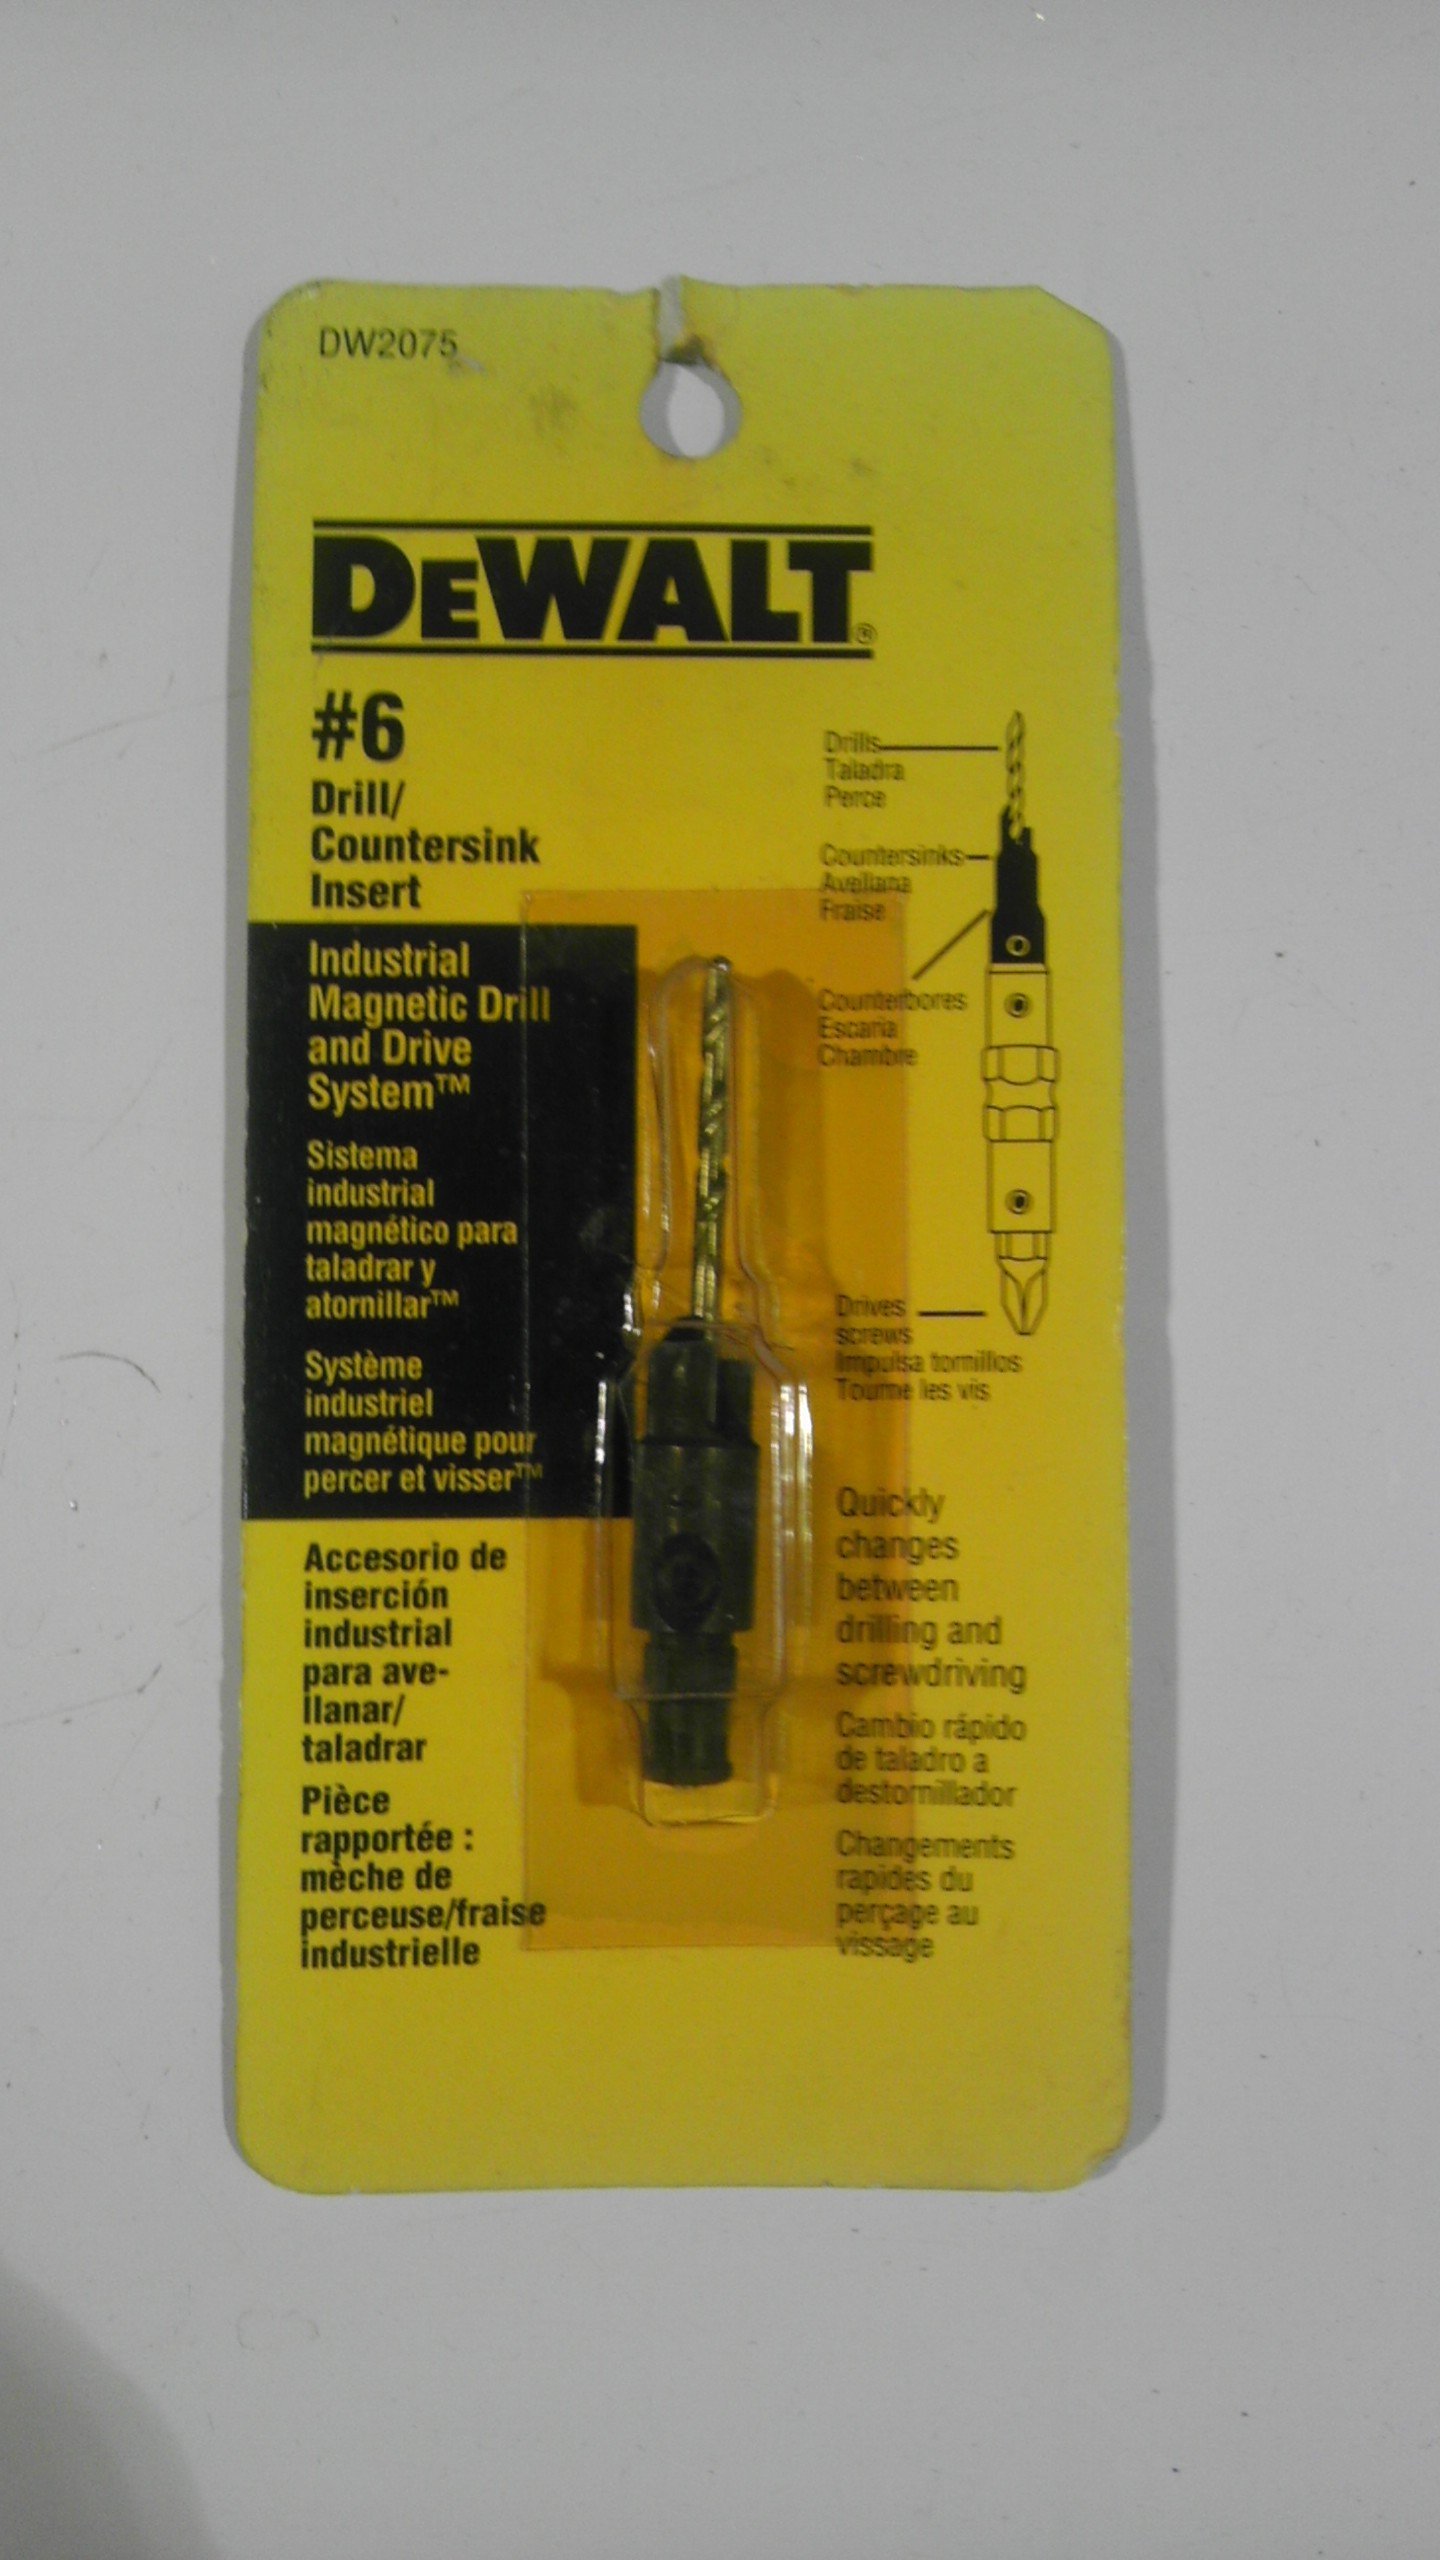 DW2075
DEWALT®
#6
Drill/
Countersink
Insert
Industrial
Magnetic Drill
and Drive
System™
Sistema
industrial
magnético para
taladrar y
atornillar™
Système
industriel
magnétique pour
percer et visser™
Accesorio de
inserción
industrial
para ave-
llanar/
taladrar
Pièce
rapportée :
mèche de
perceuse/fraise
industrielle
Drills
Taladra
Perce
Countersinks
Avellana
Fraise
Counterbores
Escaria
Chambre
Drives
screws
Impulsa tornillos
Tourne les vis
Quickly
changes
between
drilling and
screwdriving
Cambio rápido
de taladro a
destornillador
Changements
rapides du
perçage au
vissage